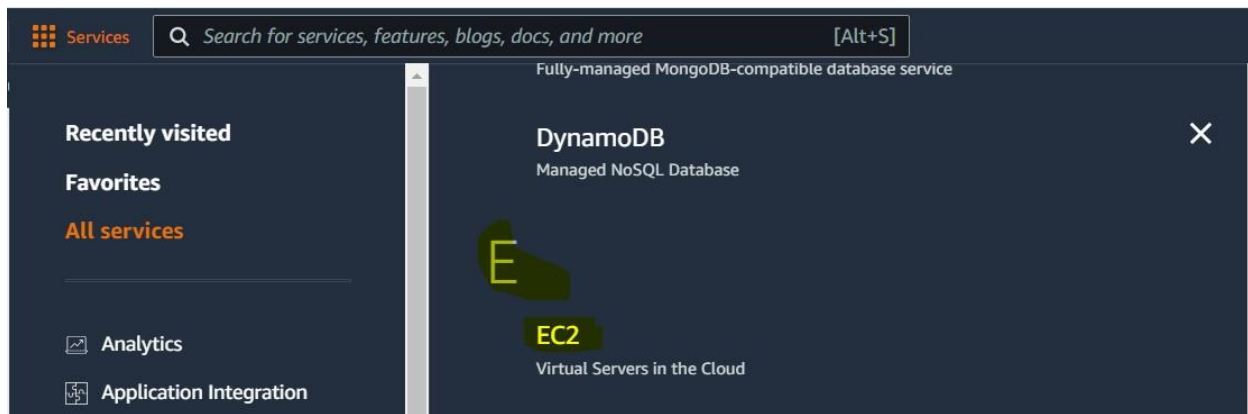 Services
Search for services, features, blogs, docs, and more [Alt+S]
Recently visited
Favorites
All services
Analytics
Application Integration
Fully-managed MongoDB-compatible database service
DynamoDB
Managed NoSQL Database
E
EC2
Virtual Servers in the Cloud